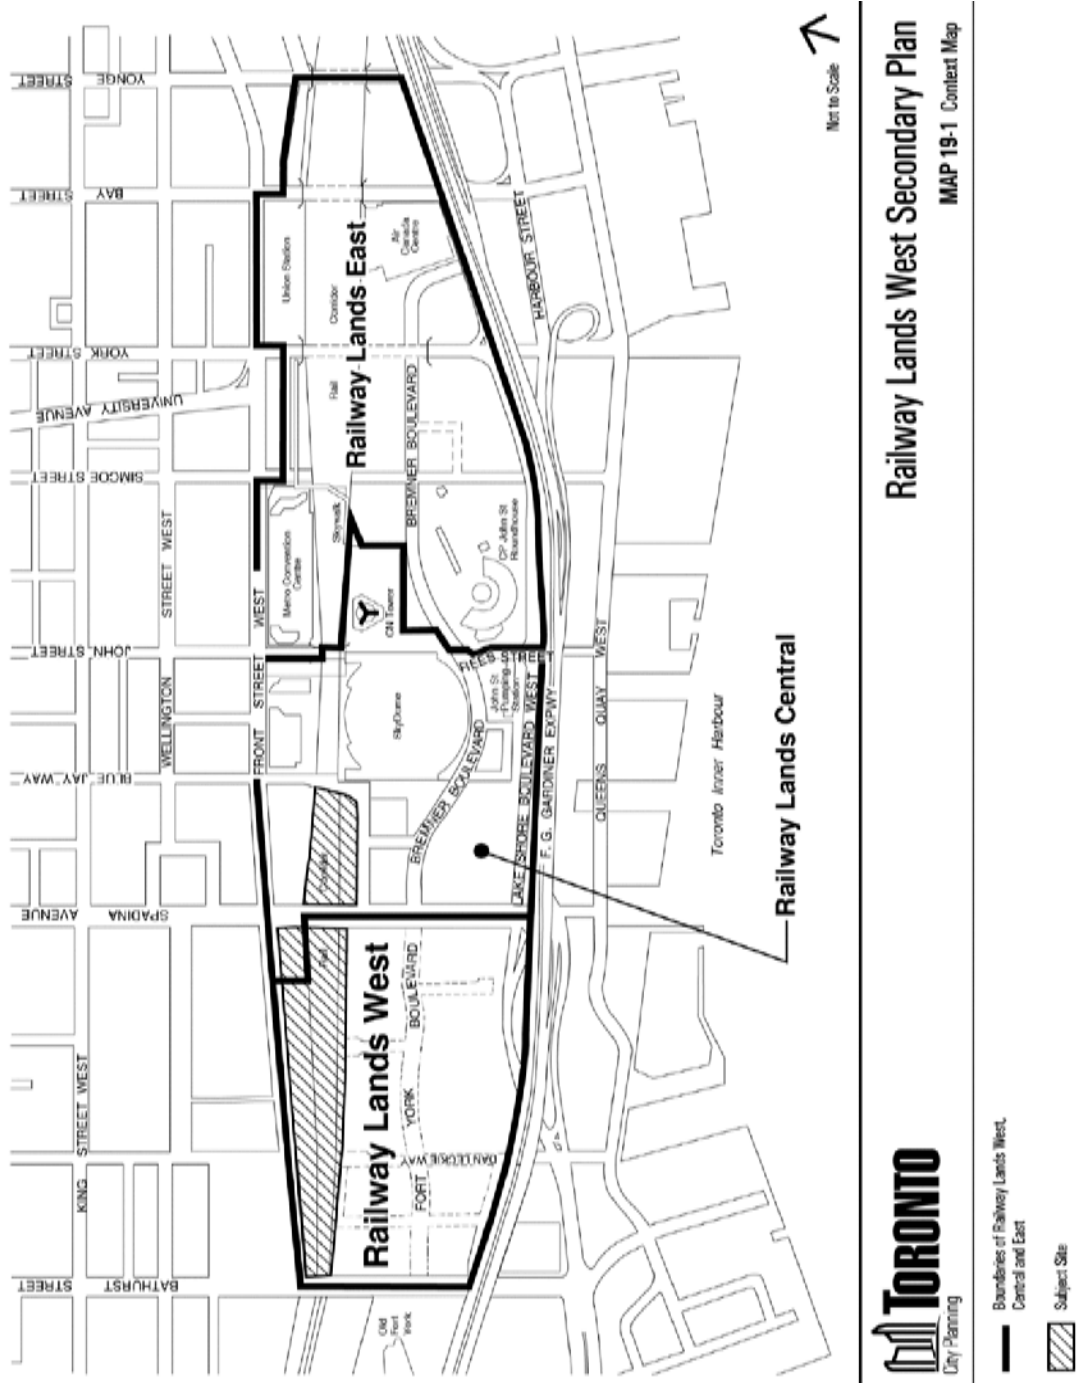 YONGE STREET
BAY STREET
YORK STREET
UNIVERSITY AVENUE
SIMCOE STREET
JOHN STREET
BLUE JAY WAY
SPADINA AVENUE
BATHURST STREET
KING STREET WEST
WELLINGTON STREET WEST
FRONT STREET WEST
Union Station
Rail Corridor
Railway Lands East
Air
Canada
Centre
HARBOUR STREET
BREMNER BOULEVARD
Metro Convention
Centre
Skywalk
CN Tower
CP John St
Roundhouse
REES STREET
SkyDome
John St
Pumping
Station
BREMNER BOULEVARD
LAKE SHORE BOULEVARD WEST
F. G. GARDINER EXPWY
QUEENS QUAY WEST
Toronto Inner Harbour
Railway Lands Central
Rail Corridor
Railway Lands West
FORT YORK BOULEVARD
DAN LECKIE WAY
Old
Fort
York
Not to Scale
TORONTO
City Planning
Railway Lands West Secondary Plan
MAP 19-1 Context Map
Boundaries of Railway Lands West,
Central and East
Subject Site